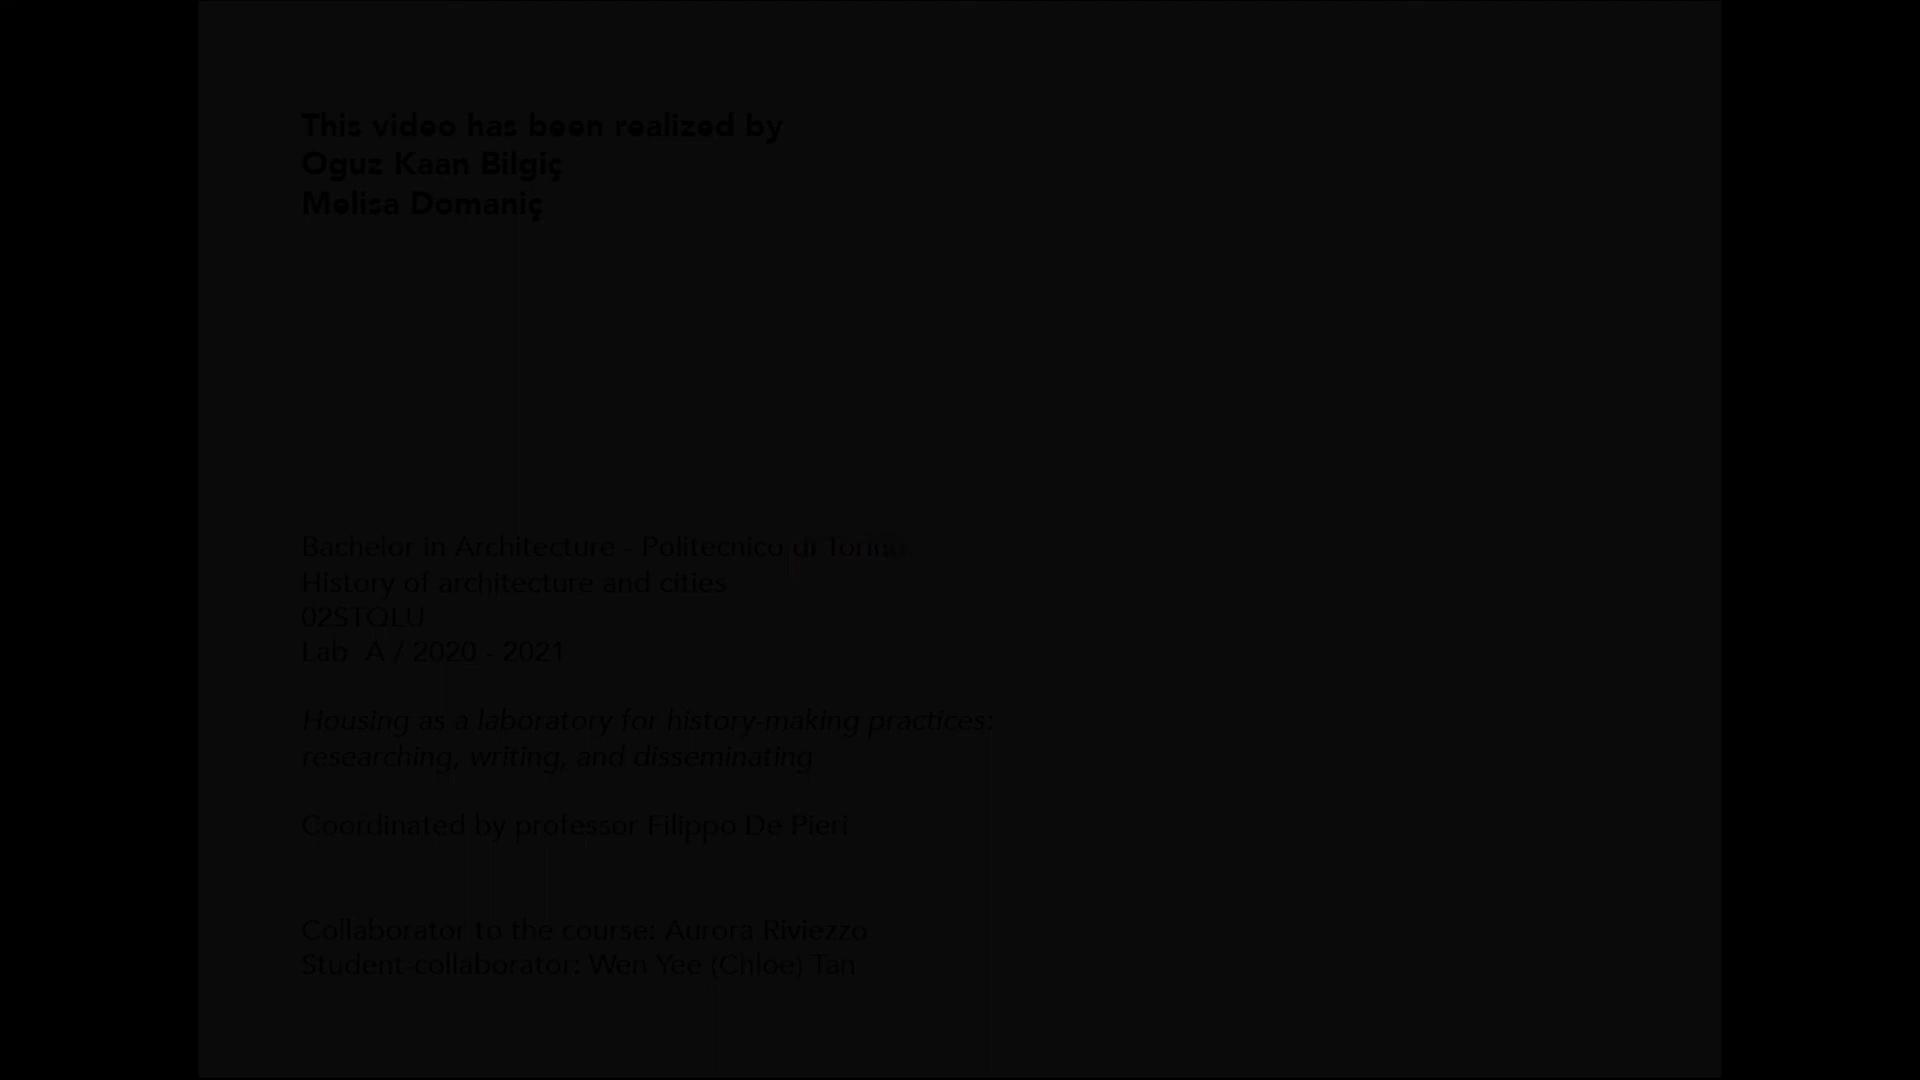 This video has been realized by
Oguz Kaan Bilgiç
Melisa Domaniç
Bachelor in Architecture - Politecnico di Torino
History of architecture and cities
02STQLU
Lab A / 2020 - 2021
Housing as a laboratory for history-making practices:
researching, writing, and disseminating
Coordinated by professor Filippo De Pieri
Collaborator to the course: Aurora Riviezzo
Student-collaborator: Wen Yee (Chloe) Tan